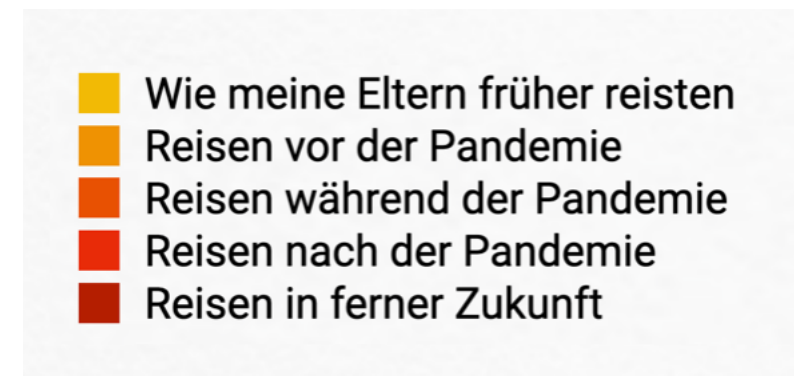 Wie meine Eltern früher reisten
Reisen vor der Pandemie
Reisen während der Pandemie
Reisen nach der Pandemie
Reisen in ferner Zukunft